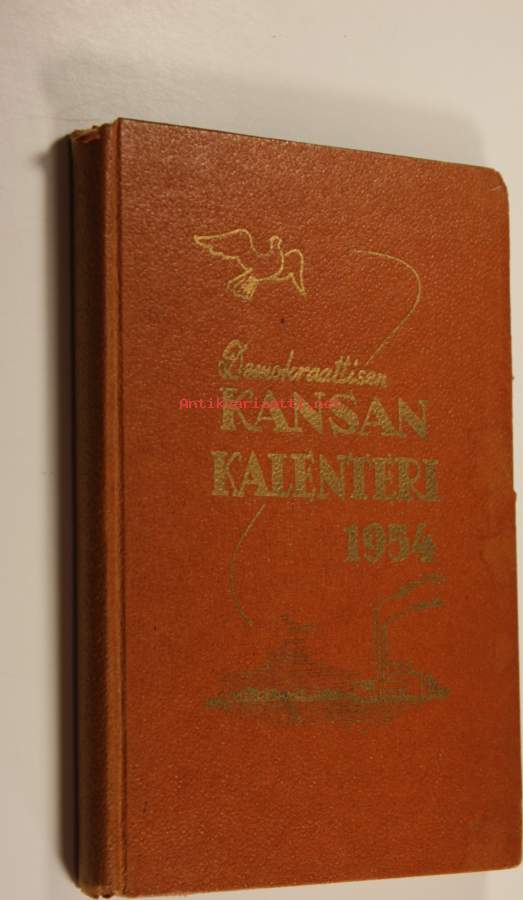 Demokraattisen
KANSAN
Antikvariaatti.net
KALENTERI
1954